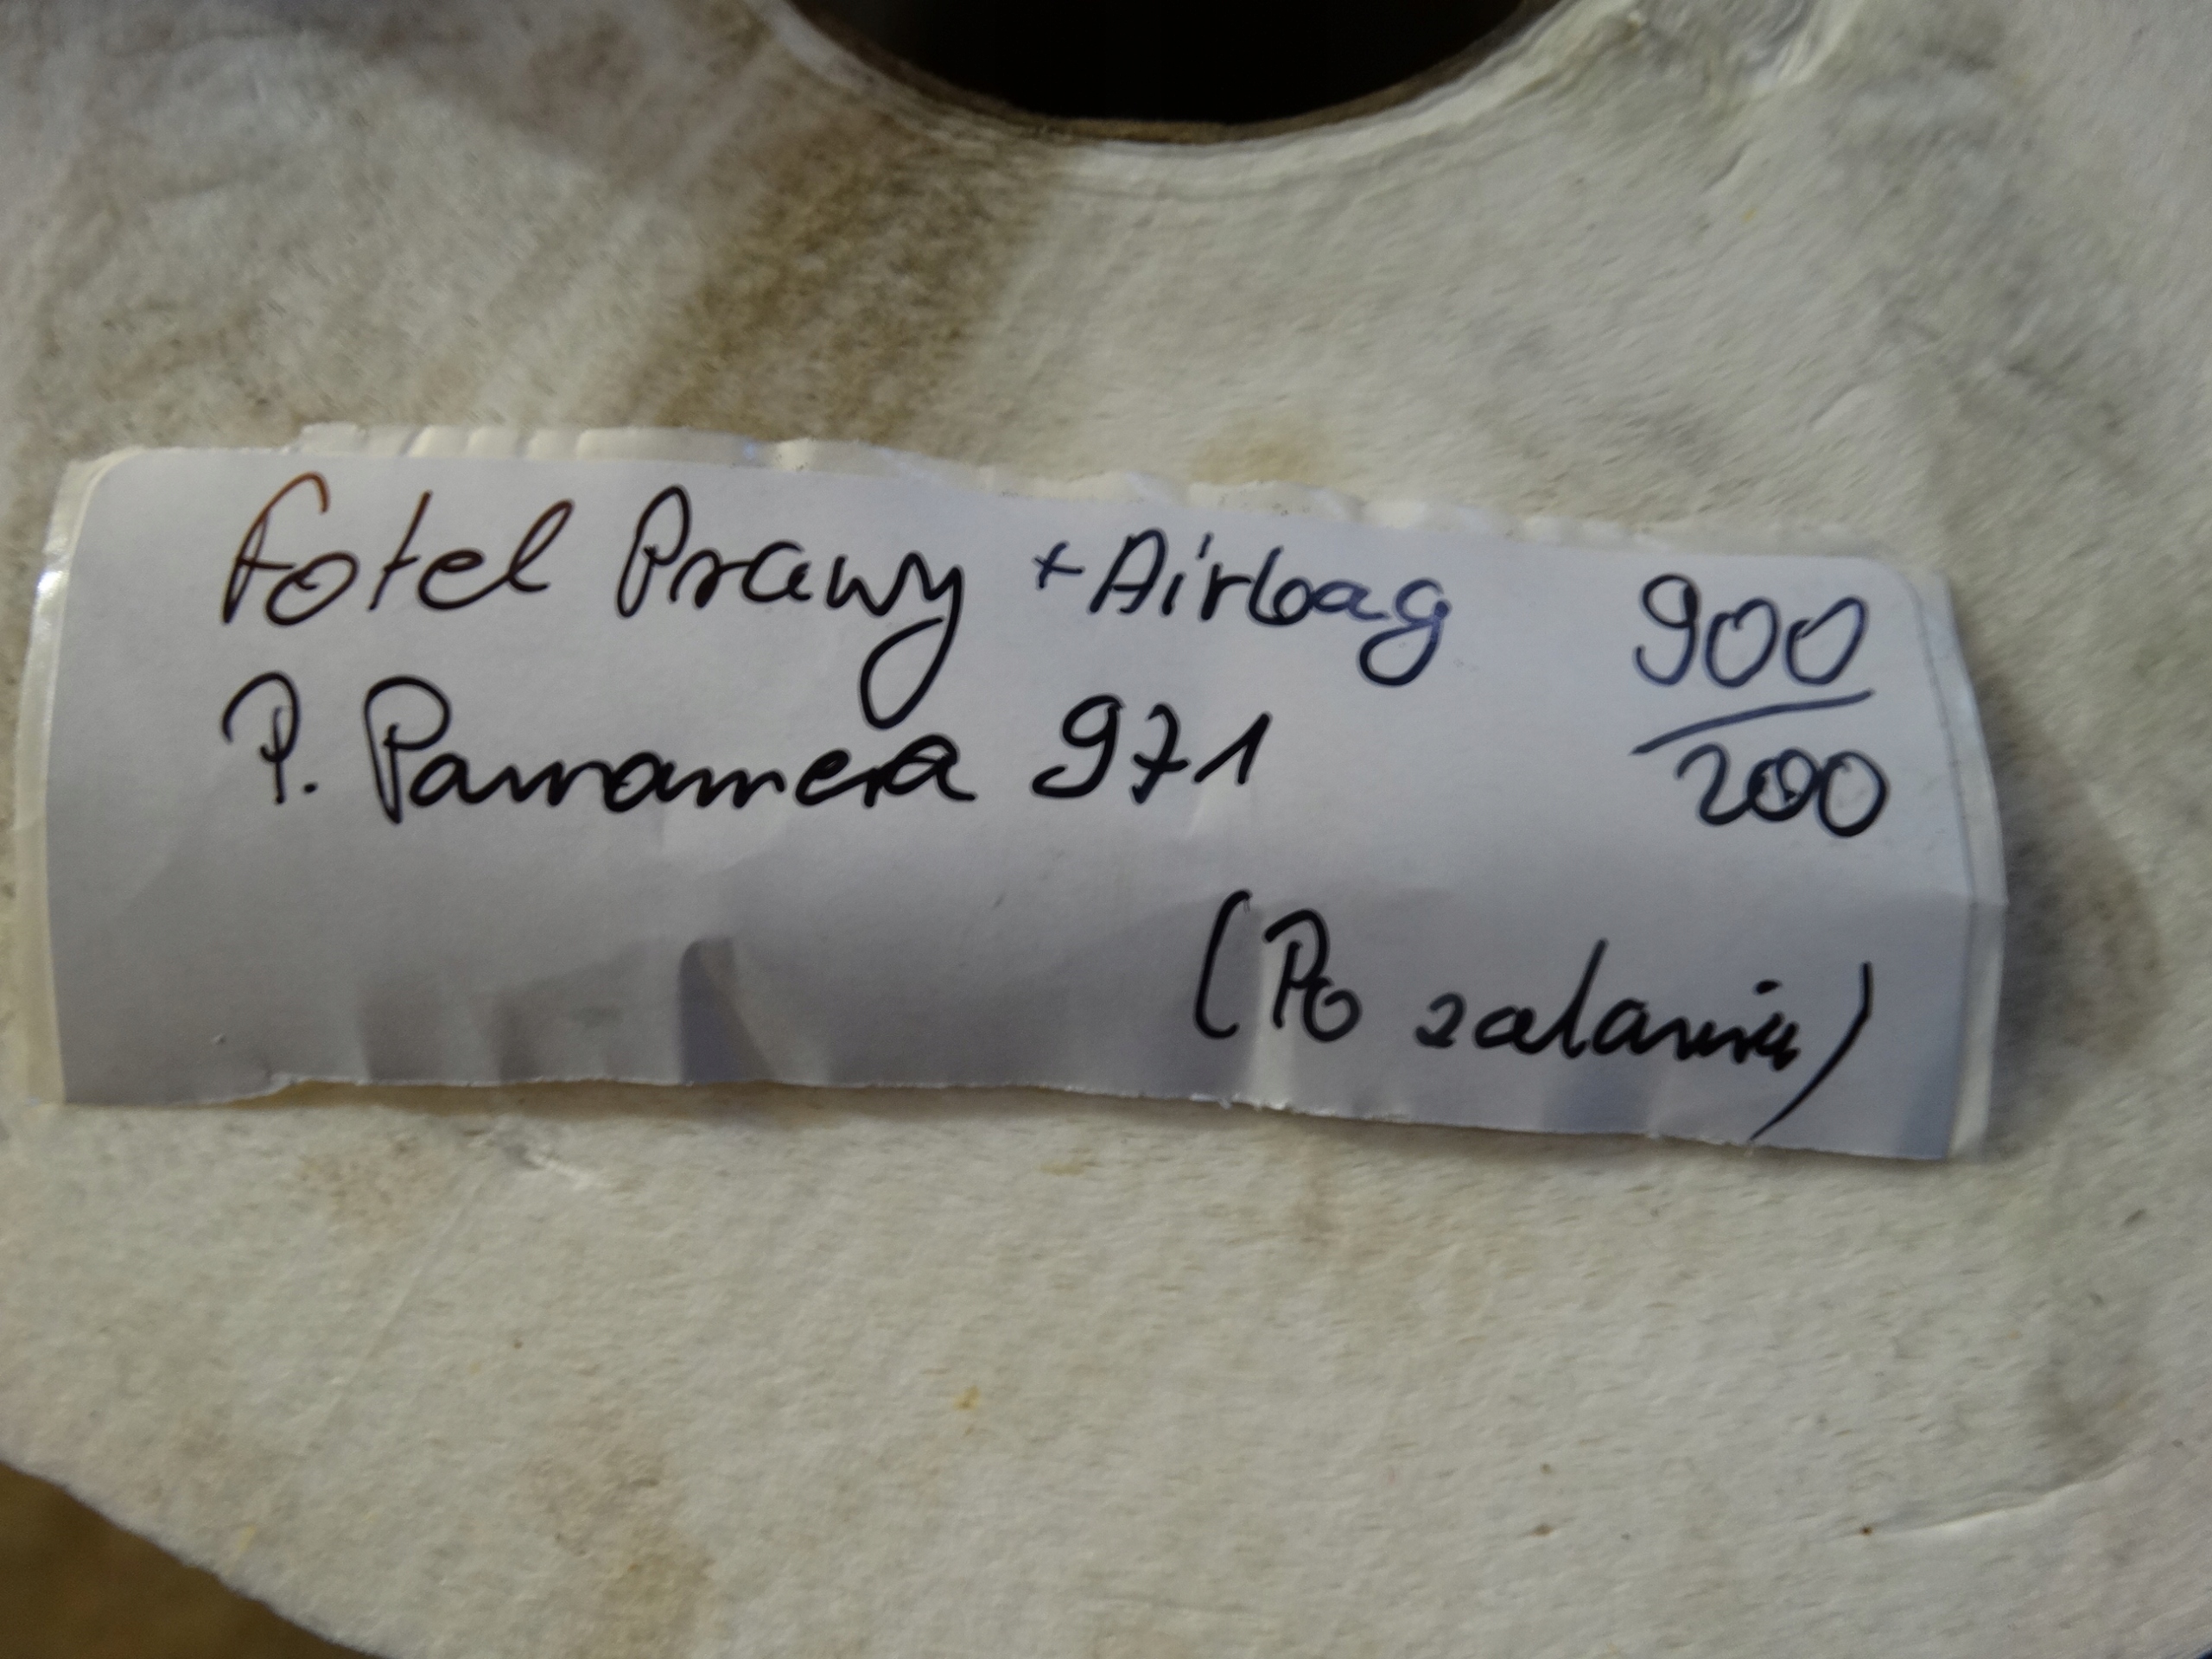 Fotel Prawy + Airbag 900
P. Panamera 971 200
(Po zalaniu)